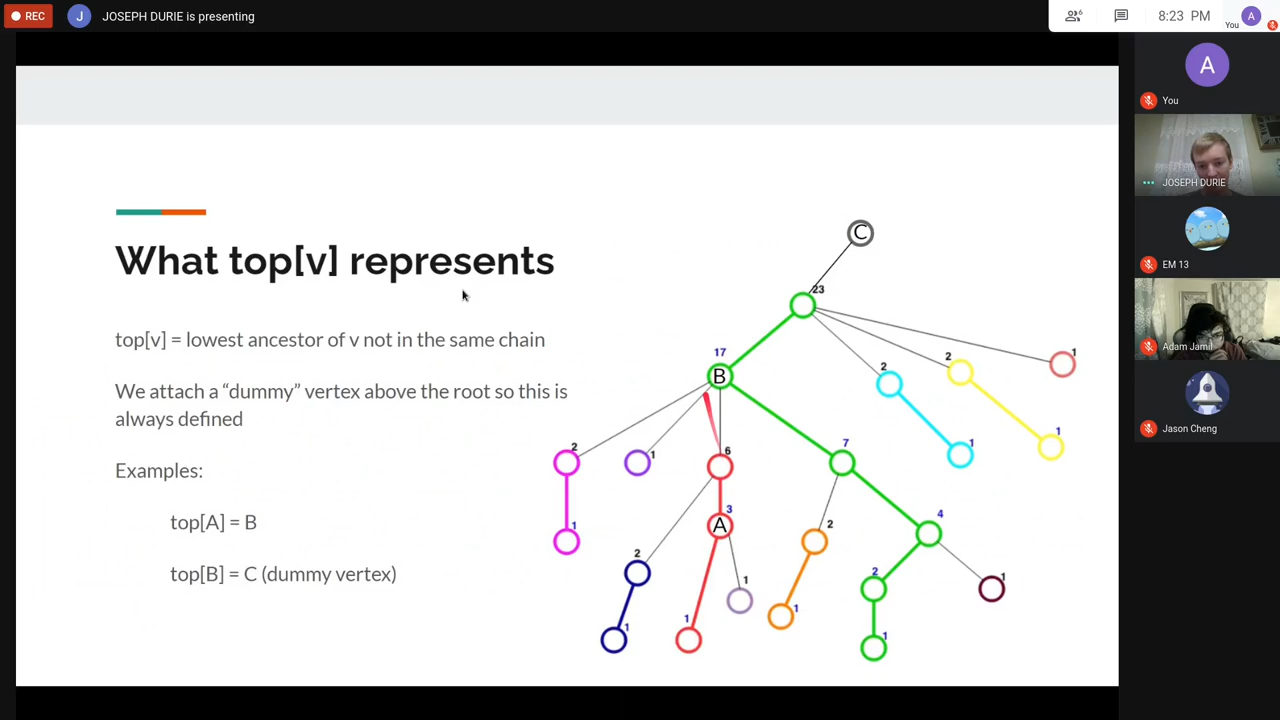 REC
J
JOSEPH DURIE is presenting
6
8:23 PM
You
A
A
You
JOSEPH DURIE
EM 13
Adam Jamil
Jason Cheng
What top[v] represents
top[v] = lowest ancestor of v not in the same chain
We attach a “dummy” vertex above the root so this is
always defined
Examples:
top[A] = B
top[B] = C (dummy vertex)
C
23
17
B
2
2
1
2
1
6
7
1
1
A
3
4
1
2
2
1
2
1
1
1
1
1